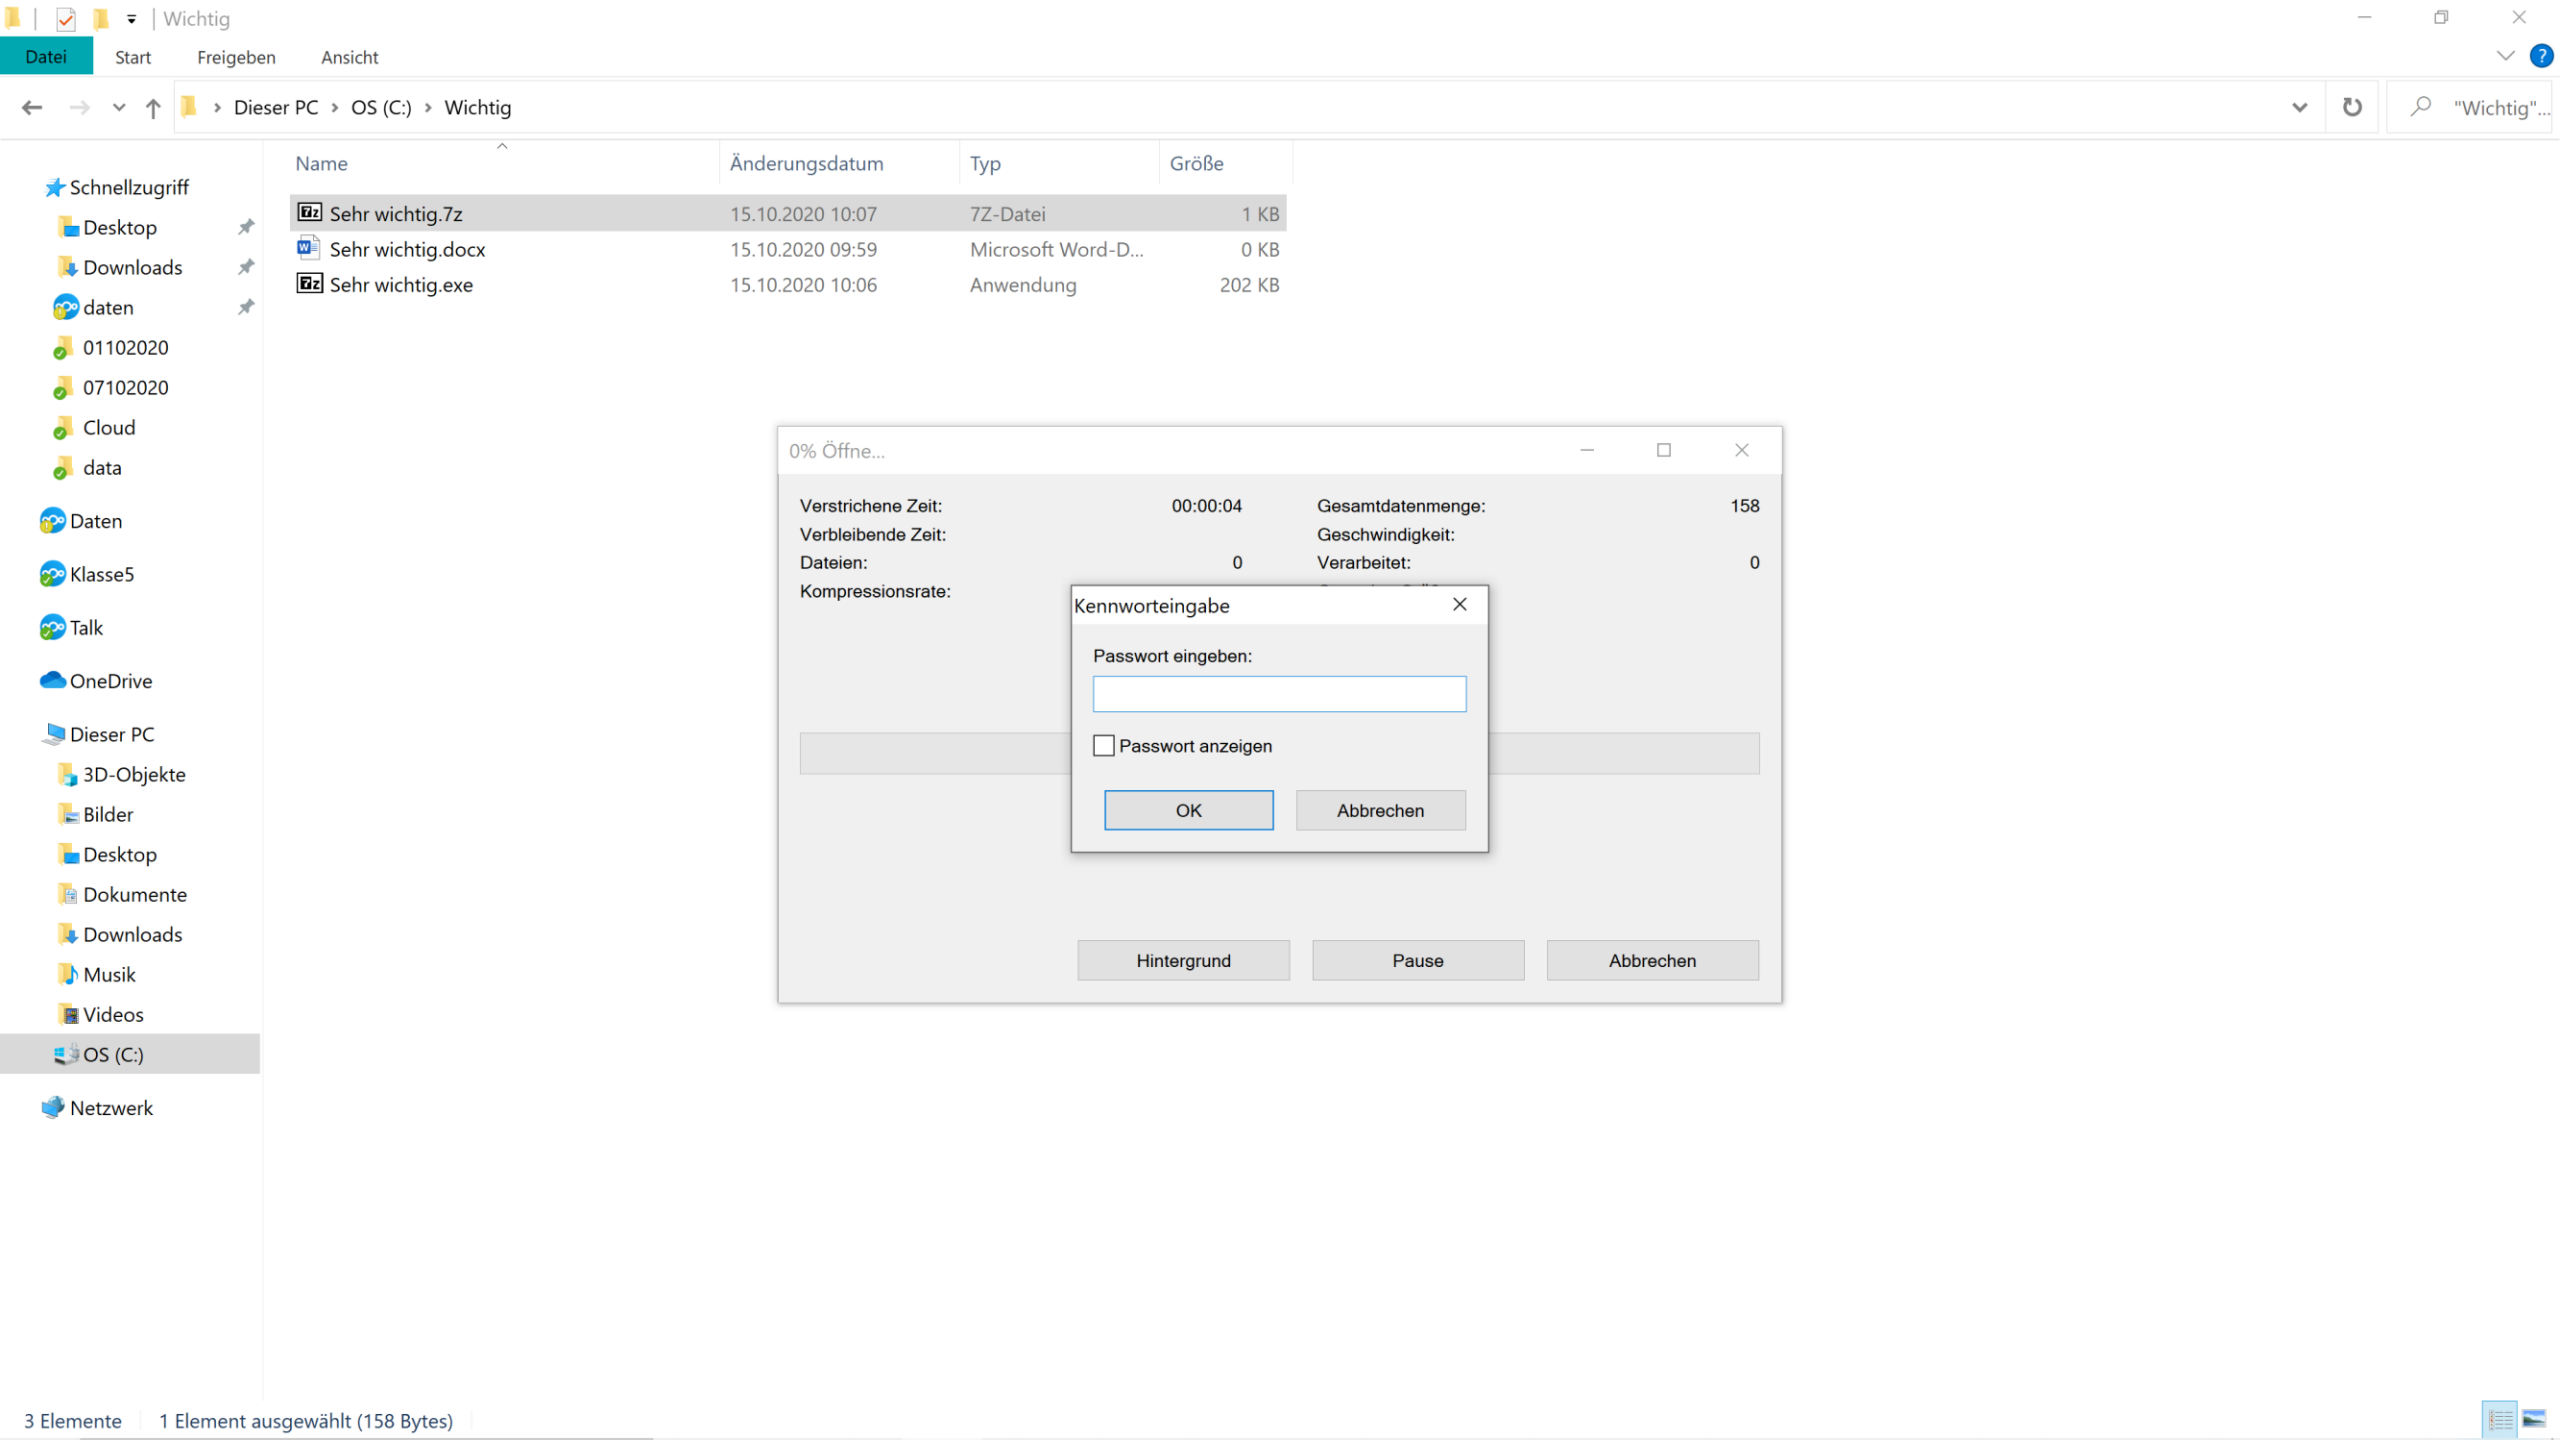 Wichtig
Datei Start Freigeben Ansicht
Dieser PC OS (C:) Wichtig "Wichtig"...
Name Änderungsdatum Typ Größe
Sehr wichtig.7z 15.10.2020 10:07 7Z-Datei 1 KB
Sehr wichtig.docx 15.10.2020 09:59 Microsoft Word-D... 0 KB
Sehr wichtig.exe 15.10.2020 10:06 Anwendung 202 KB
Schnellzugriff
Desktop
Downloads
daten
01102020
07102020
Cloud
data
Daten
Klasse5
Talk
OneDrive
Dieser PC
3D-Objekte
Bilder
Desktop
Dokumente
Downloads
Musik
Videos
OS (C:)
Netzwerk
0% Öffne...
Verstrichene Zeit: 00:00:04 Gesamtdatenmenge: 158
Verbleibende Zeit: Geschwindigkeit:
Dateien: 0 Verarbeitet: 0
Kompressionsrate:
Kennworteingabe
Passwort eingeben:
Passwort anzeigen
OK Abbrechen
Hintergrund Pause Abbrechen
3 Elemente 1 Element ausgewählt (158 Bytes)